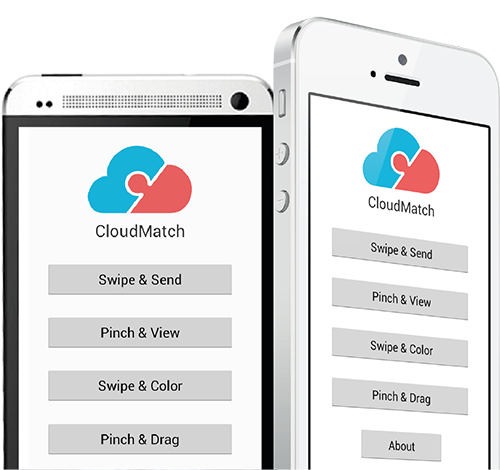 CloudMatch
Swipe & Send
Pinch & View
Swipe & Color
Pinch & Drag
CloudMatch
Swipe & Send
Pinch & View
Swipe & Color
Pinch & Drag
About